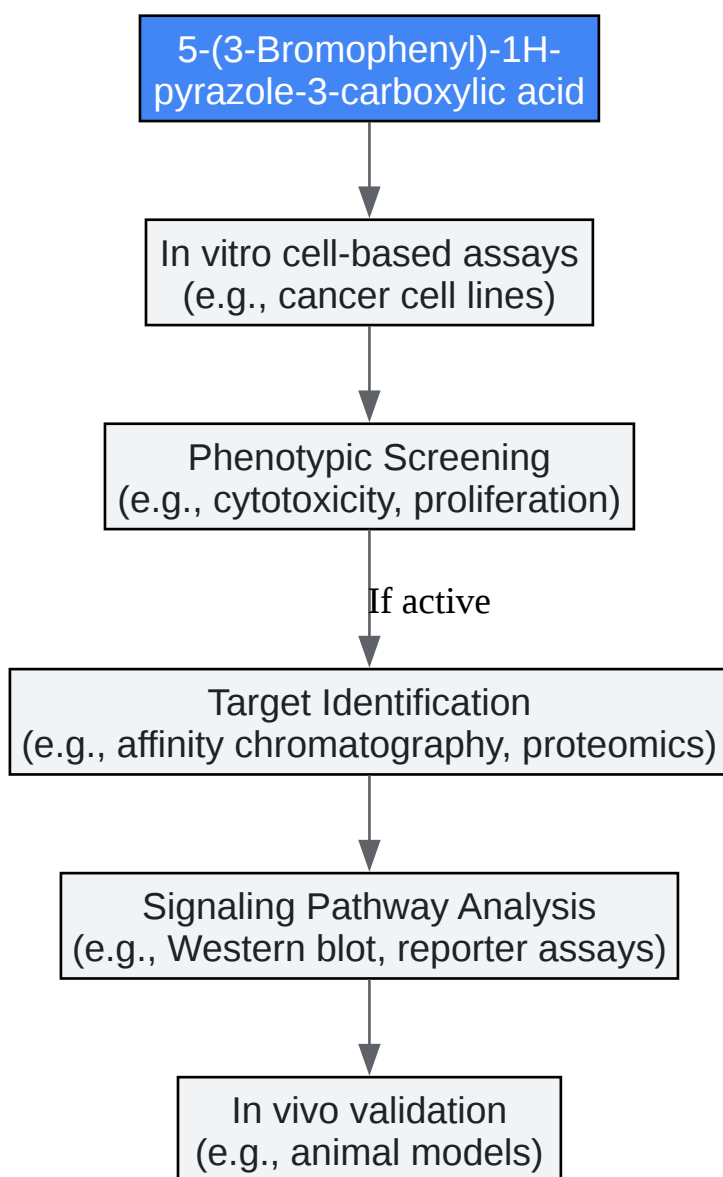 5-(3-Bromophenyl)-1H-
pyrazole-3-carboxylic acid
In vitro cell-based assays
(e.g., cancer cell lines)
Phenotypic Screening
(e.g., cytotoxicity, proliferation)
If active
Target Identification
(e.g., affinity chromatography, proteomics)
Signaling Pathway Analysis
(e.g., Western blot, reporter assays)
In vivo validation
(e.g., animal models)